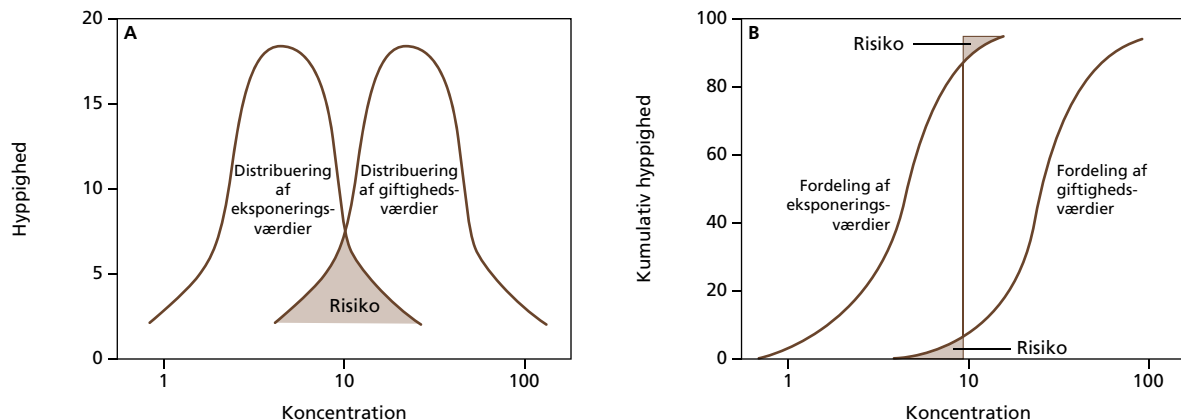 A
20
15
10
5
0
Hyppighed
Distribuering
af
eksponerings-
værdier
Distribuering
af giftigheds-
værdier
Risiko
1
10
100
Koncentration
B
100
80
60
40
20
0
Kumulativ hyppighed
Risiko
Fordeling af
eksponerings-
værdier
Fordeling af
giftigheds-
værdier
Risiko
1
10
100
Koncentration